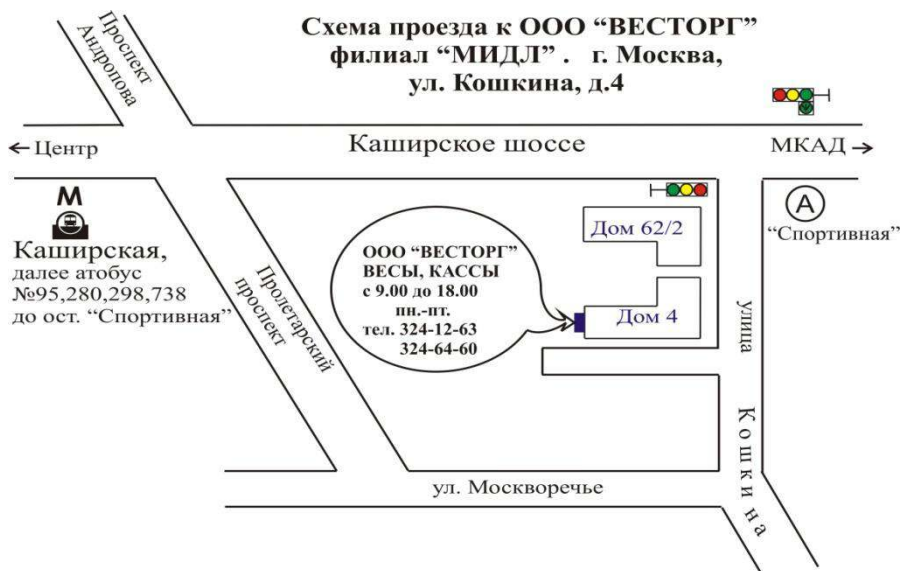 Схема проезда к ООО “ВЕСТОРГ”
филиал “МИДЛ” . г. Москва,
ул. Кошкина, д.4
Проспект
Андропова
← Центр
Каширское шоссе
МКАД →
М
Каширская,
далее атобус
№95,280,298,738
до ост. “Спортивная”
Пролетарский
проспект
ООО “ВЕСТОРГ”
ВЕСЫ, КАССЫ
с 9.00 до 18.00
пн.-пт.
тел. 324-12-63
324-64-60
Дом 62/2
Дом 4
А
“Спортивная”
улица Кошкина
ул. Москворечье